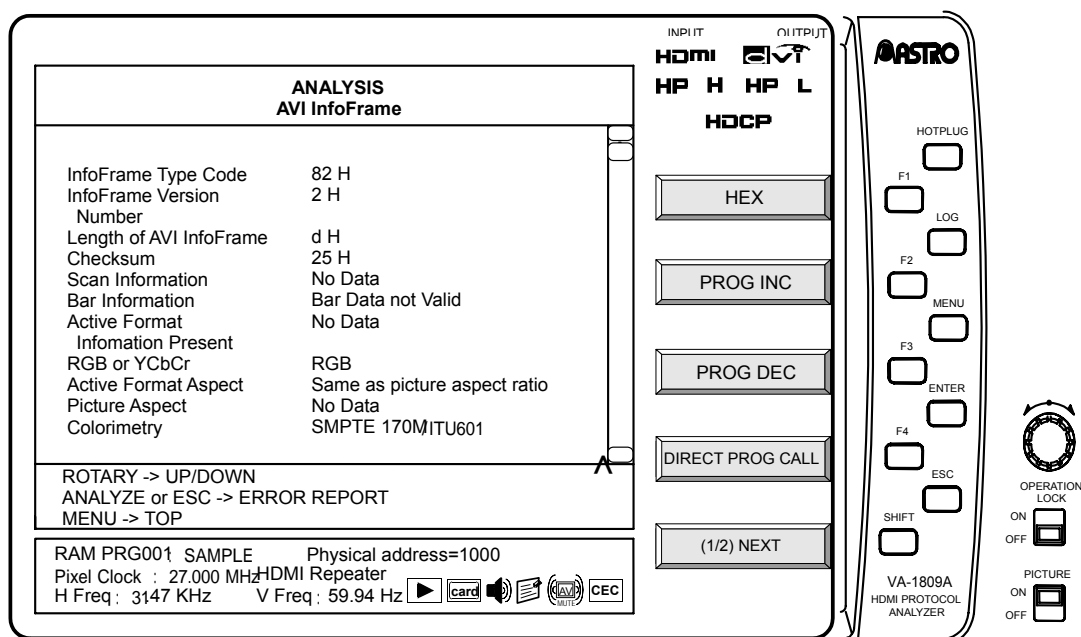 INPUT OUTPUT
HDMI dvi
HP H HP L
HDCP
ANALYSIS
AVI InfoFrame
InfoFrame Type Code 82 H
InfoFrame Version 2 H
Number
Length of AVI InfoFrame d H
Checksum 25 H
Scan Information No Data
Bar Information Bar Data not Valid
Active Format No Data
Infomation Present
RGB or YCbCr RGB
Active Format Aspect Same as picture aspect ratio
Picture Aspect No Data
Colorimetry SMPTE 170M/ITU601
ROTARY -> UP/DOWN
ANALYZE or ESC -> ERROR REPORT
MENU -> TOP
RAM PRG001: SAMPLE Physical address=1000
Pixel Clock : 27.000 MHz HDMI Repeater
H Freq : 31.47 KHz V Freq : 59.94 Hz
card
AV
MUTE
CEC
HEX
PROG INC
PROG DEC
DIRECT PROG CALL
(1/2) NEXT
ASTRO
HOTPLUG
F1
LOG
F2
MENU
F3
ENTER
F4
ESC
SHIFT
VA-1809A
HDMI PROTOCOL
ANALYZER
OPERATION
LOCK
ON
OFF
PICTURE
ON
OFF